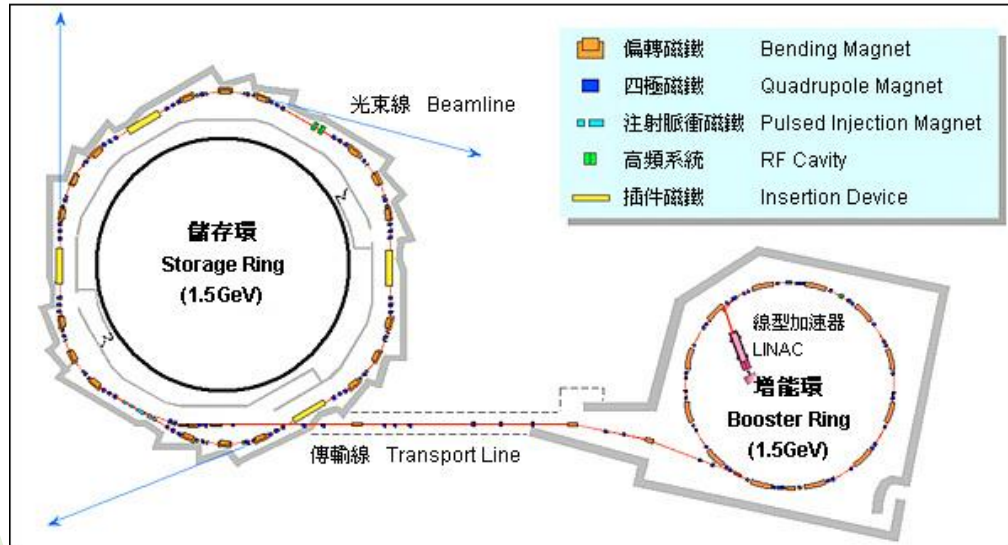 偏轉磁鐵 Bending Magnet
四極磁鐵 Quadrupole Magnet
注射脈衝磁鐵 Pulsed Injection Magnet
高頻系統 RF Cavity
插件磁鐵 Insertion Device
光束線 Beamline
儲存環
Storage Ring
(1.5GeV)
線型加速器
LINAC
增能環
Booster Ring
(1.5GeV)
傳輸線 Transport Line